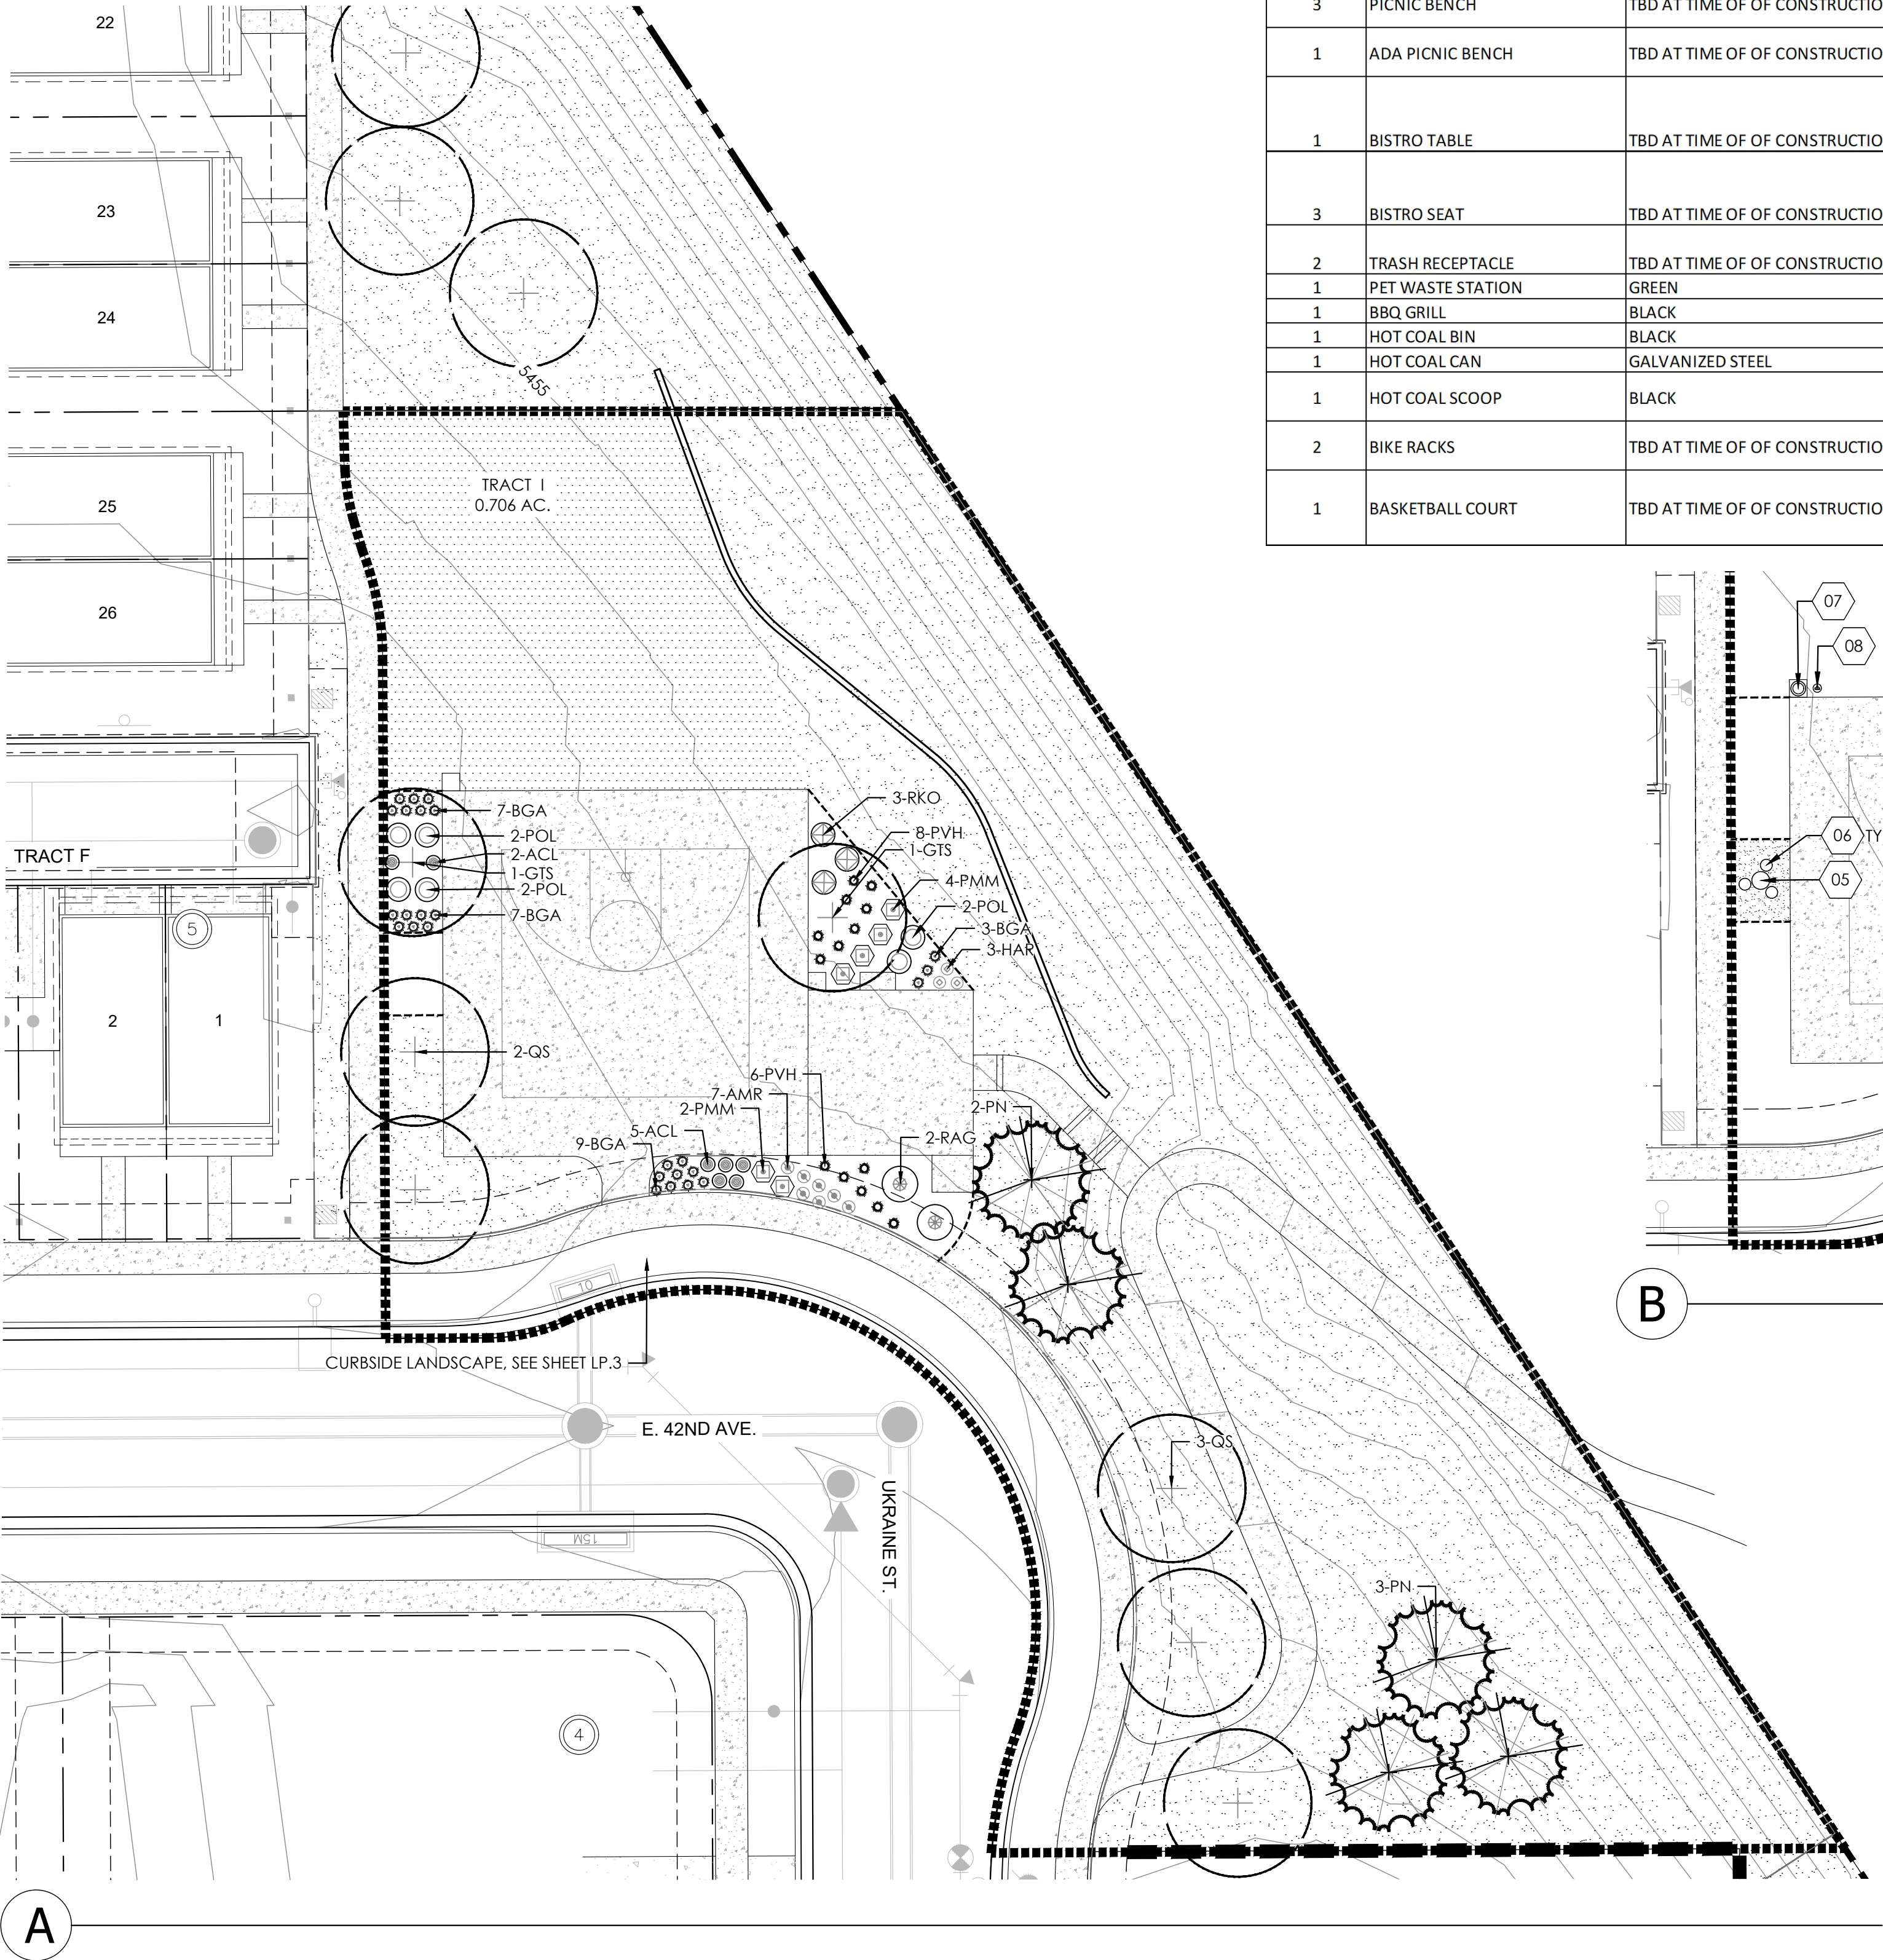 22
23
24
25
26
5455
TRACT I
0.706 AC.
TRACT F
5
2
1
7-BGA
2-POL
2-ACL
1-GTS
2-POL
7-BGA
2-QS
3-RKO
8-PVH
1-GTS
4-PMM
2-POL
3-BGA
3-HAR
6-PVH
7-AMR
2-PMM
5-ACL
9-BGA
2-RAG
2-PN
10
CURBSIDE LANDSCAPE, SEE SHEET LP.3
E. 42ND AVE.
UKRAINE ST.
15M
4
3-QS
3-PN
A
3 PICNIC BENCH TBD AT TIME OF OF CONSTRUCTIO
1 ADA PICNIC BENCH TBD AT TIME OF OF CONSTRUCTIO
1 BISTRO TABLE TBD AT TIME OF OF CONSTRUCTIO
3 BISTRO SEAT TBD AT TIME OF OF CONSTRUCTIO
2 TRASH RECEPTACLE TBD AT TIME OF OF CONSTRUCTIO
1 PET WASTE STATION GREEN
1 BBQ GRILL BLACK
1 HOT COAL BIN BLACK
1 HOT COAL CAN GALVANIZED STEEL
1 HOT COAL SCOOP BLACK
2 BIKE RACKS TBD AT TIME OF OF CONSTRUCTIO
1 BASKETBALL COURT TBD AT TIME OF OF CONSTRUCTIO
07
08
06 TY
05
B